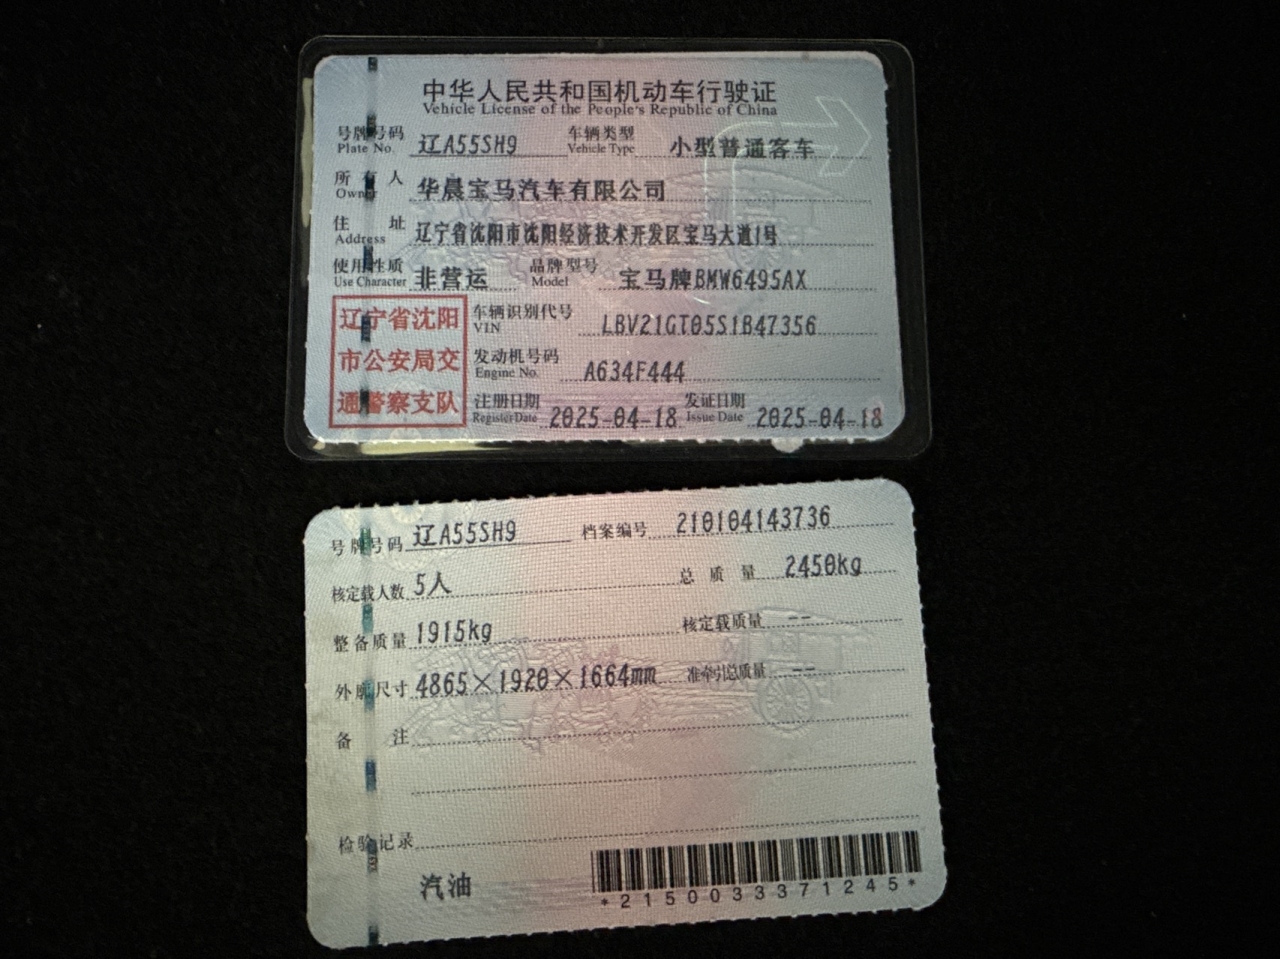 中华人民共和国机动车行驶证
Vehicle License of the People's Republic of China
号牌号码 辽A55SH9 车辆类型 小型普通客车
Plate No. Vehicle Type
所有人 华晨宝马汽车有限公司
Owner
住址 辽宁省沈阳市沈阳经济技术开发区宝马大道1号
Address
使用性质 非营运 品牌型号 宝马牌BMW6495AX
Use Character Model
辽宁省沈阳
市公安局交
通警察支队
车辆识别代号 LBV21GT05S1B47356
VIN
发动机号码 A634F444
Engine No.
注册日期 2025-04-18 发证日期 2025-04-18
Register Date Issue Date
号牌号码 辽A55SH9 档案编号 210104143736
核定载人数 5人 总质量 2450kg
整备质量 1915kg 核定载质量 --
外廓尺寸 4865×1920×1664mm 准牵引总质量 --
备注
检验记录
汽油
*2150033371245*